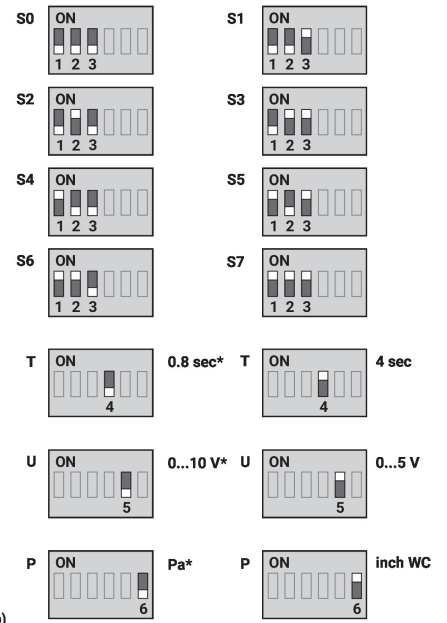 S0 ON S1 ON
1 2 3 1 2 3
S2 ON S3 ON
1 2 3 1 2 3
S4 ON S5 ON
1 2 3 1 2 3
S6 ON S7 ON
1 2 3 1 2 3
T ON 0.8 sec* T ON 4 sec
4 4
U ON 0...10 V* U ON 0...5 V
5 5
P ON Pa* P ON inch WC
6 6